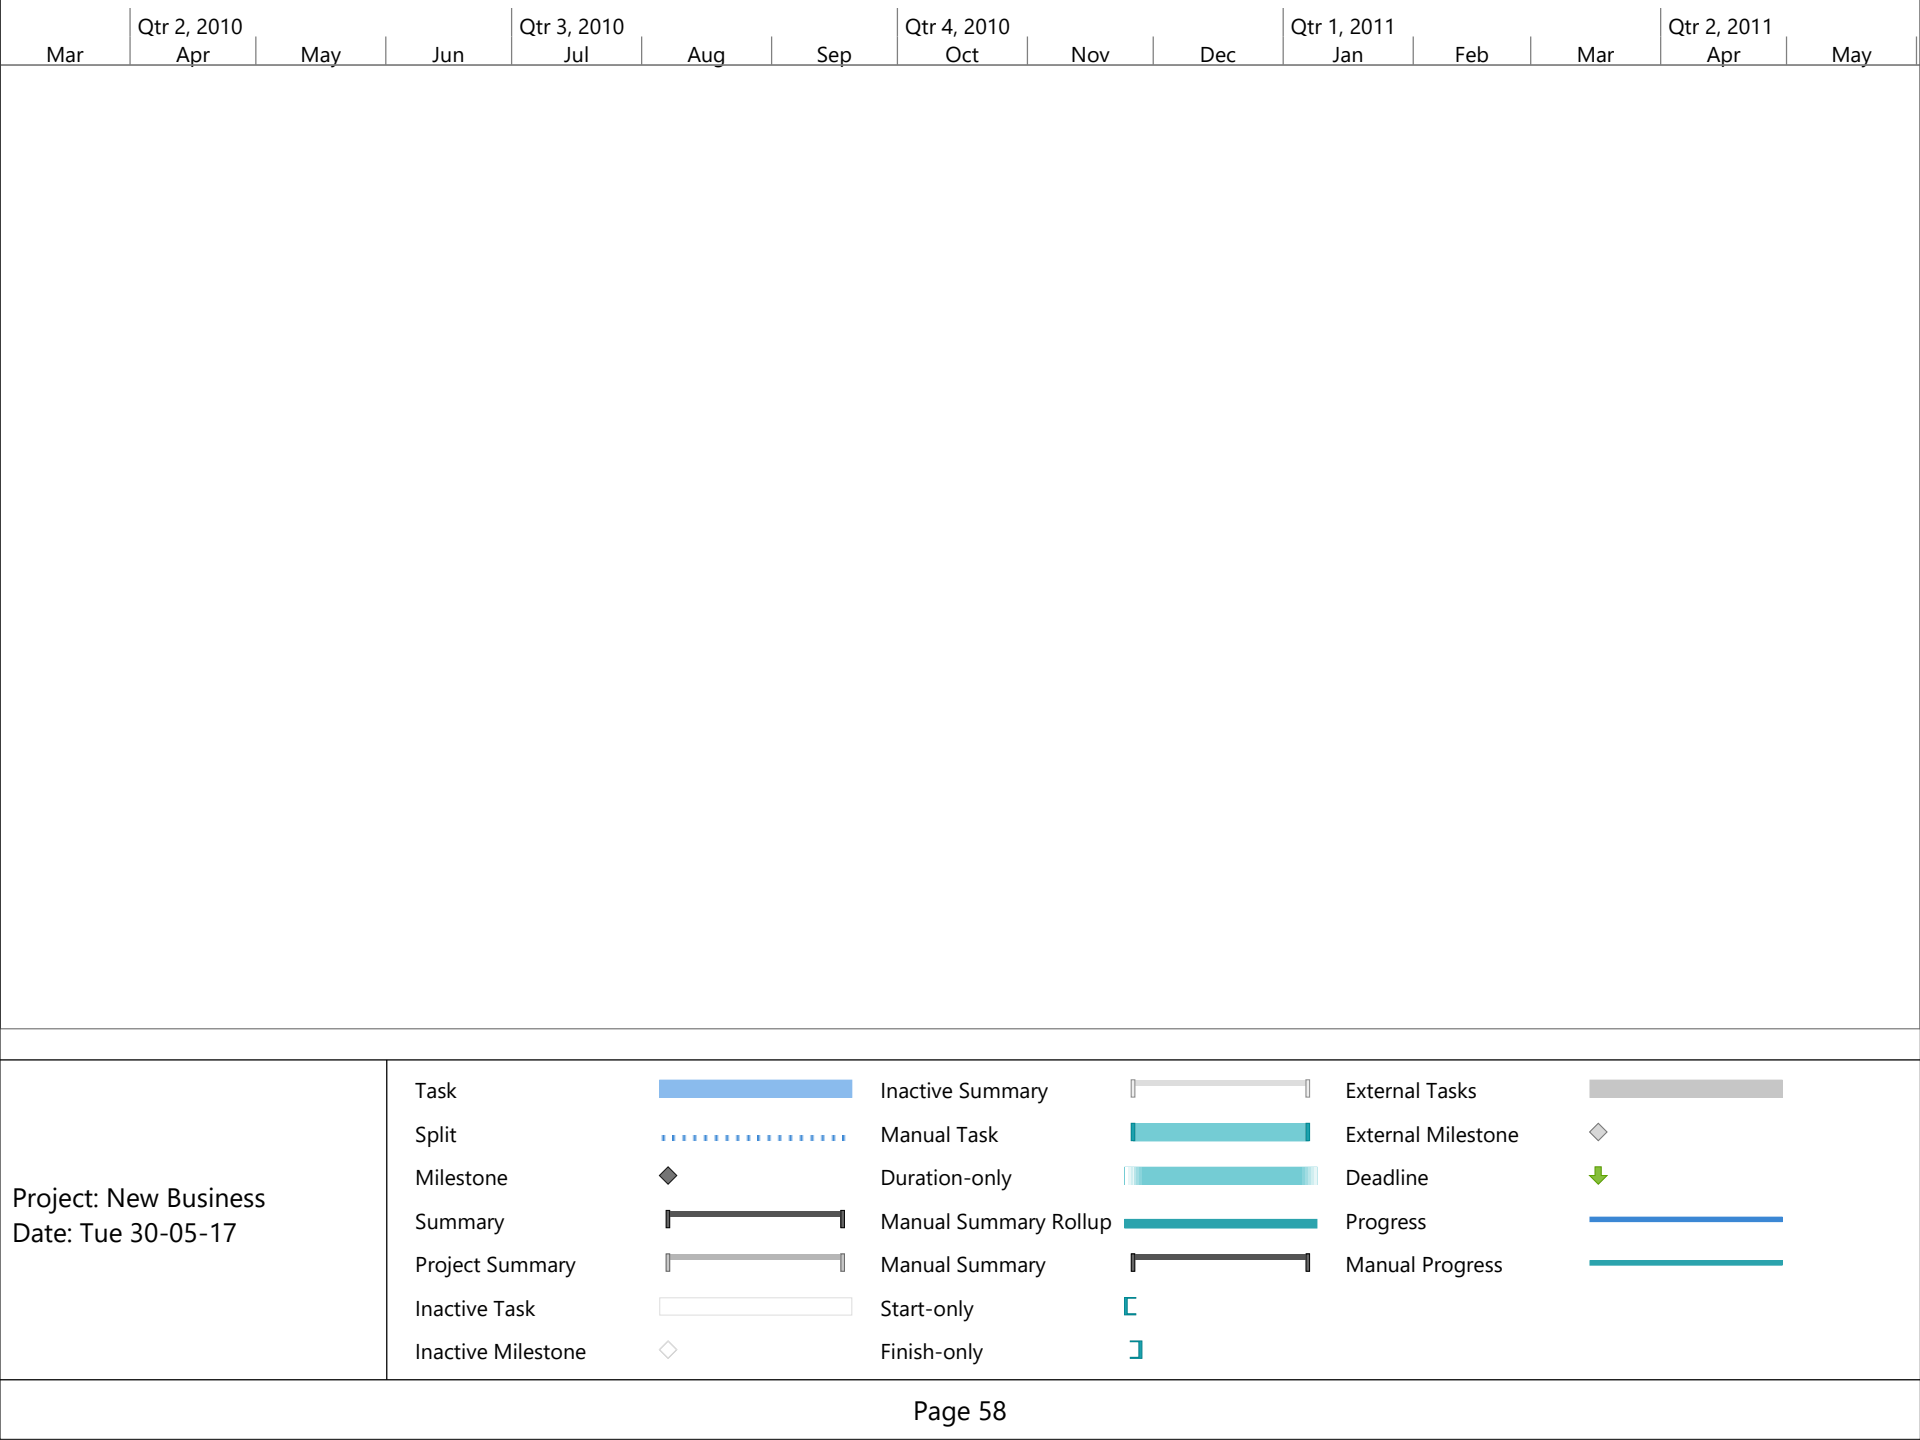 Qtr 2, 2010 Qtr 3, 2010 Qtr 4, 2010 Qtr 1, 2011 Qtr 2, 2011
Mar Apr May Jun Jul Aug Sep Oct Nov Dec Jan Feb Mar Apr May
Project: New Business
Date: Tue 30-05-17
Task
Split
Milestone
Summary
Project Summary
Inactive Task
Inactive Milestone
Inactive Summary
Manual Task
Duration-only
Manual Summary Rollup
Manual Summary
Start-only
Finish-only
External Tasks
External Milestone
Deadline
Progress
Manual Progress
Page 58